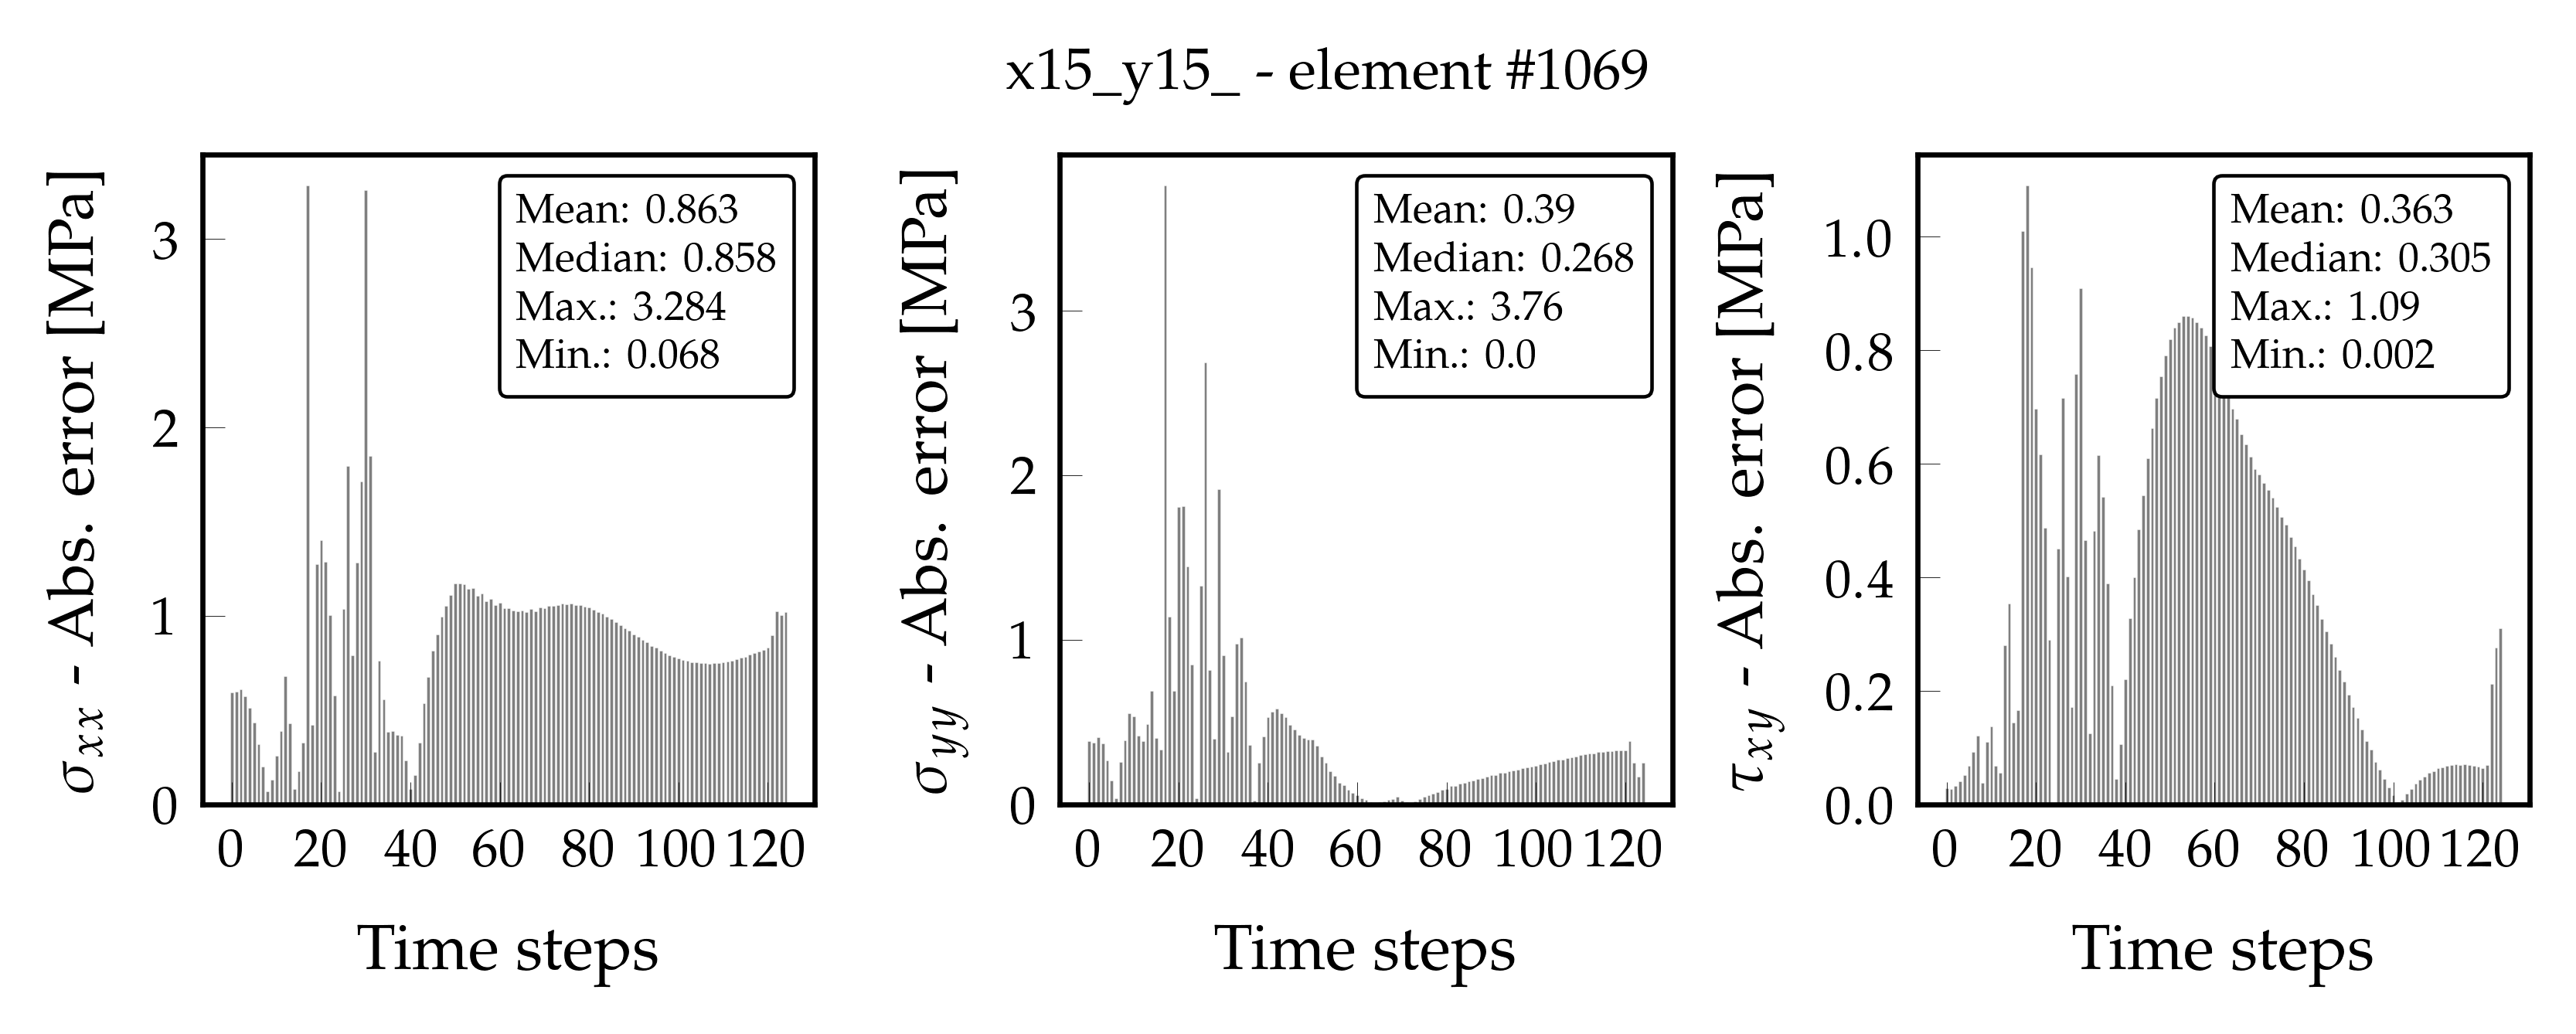 x15_y15_ - element #1069
σxx - Abs. error [MPa]
3
2
1
0
Mean: 0.863
Median: 0.858
Max.: 3.284
Min.: 0.068
0 20 40 60 80 100 120
Time steps
σyy - Abs. error [MPa]
3
2
1
0
Mean: 0.39
Median: 0.268
Max.: 3.76
Min.: 0.0
0 20 40 60 80 100 120
Time steps
τxy - Abs. error [MPa]
1.0
0.8
0.6
0.4
0.2
0.0
Mean: 0.363
Median: 0.305
Max.: 1.09
Min.: 0.002
0 20 40 60 80 100 120
Time steps